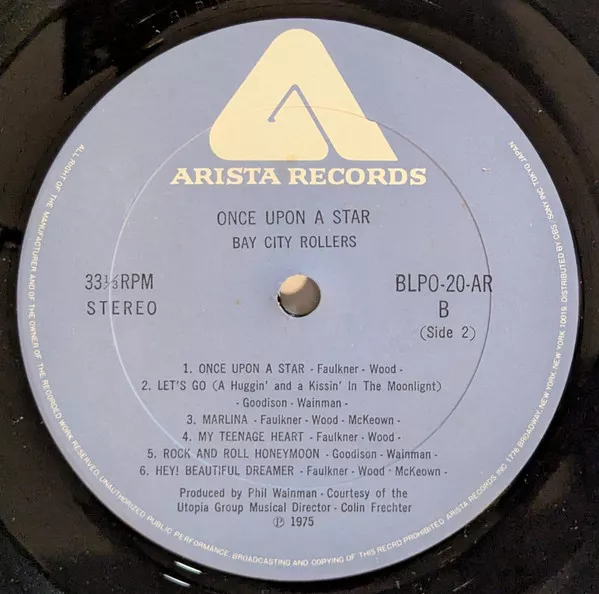 ARISTA RECORDS
ONCE UPON A STAR
BAY CITY ROLLERS
33⅓RPM
STEREO
BLPO-20-AR
B
(Side 2)
1. ONCE UPON A STAR - Faulkner - Wood -
2. LET'S GO (A Huggin' and a Kissin' In The Moonlignt)
- Goodison - Wainman -
3. MARLINA - Faulkner - Wood - McKeown -
4. MY TEENAGE HEART - Faulkner - Wood -
5. ROCK AND ROLL HONEYMOON - Goodison - Wainman -
6. HEY! BEAUTIFUL DREAMER - Faulkner - Wood - McKeown -
Produced by Phil Wainman - Courtesy of the
Utopia Group Musical Director - Colin Frechter
Ⓟ 1975
ALL RIGHT OF THE MANUFACTURER AND OF THE OWNER OF THE RECORDED WORK RESERVED. UNAUTHORIZED PUBLIC PERFORMANCE. BROADCASTING AND COPYING OF THIS RECRD PROHIBITED ARISTA RECORDS INC 1776 BROADWAY, NEW YORK, NEW YORK 10019. DISTRIBUTED BY CBS/SONY INC. TOKYO JAPAN